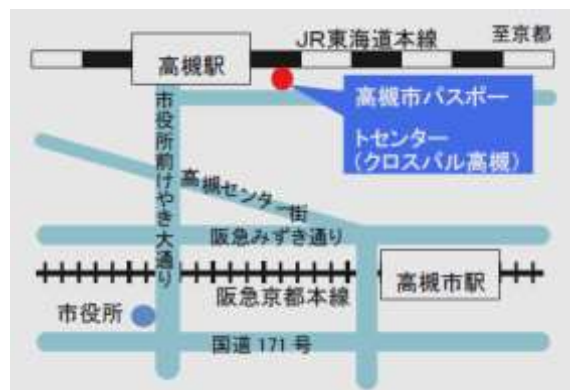 JR東海道本線
至京都
高槻駅
高槻市パスポー
トセンター
(クロスパル高槻)
市役所前けやき大通り
高槻センター街
阪急みずき通り
高槻市駅
阪急京都本線
市役所
国道171号